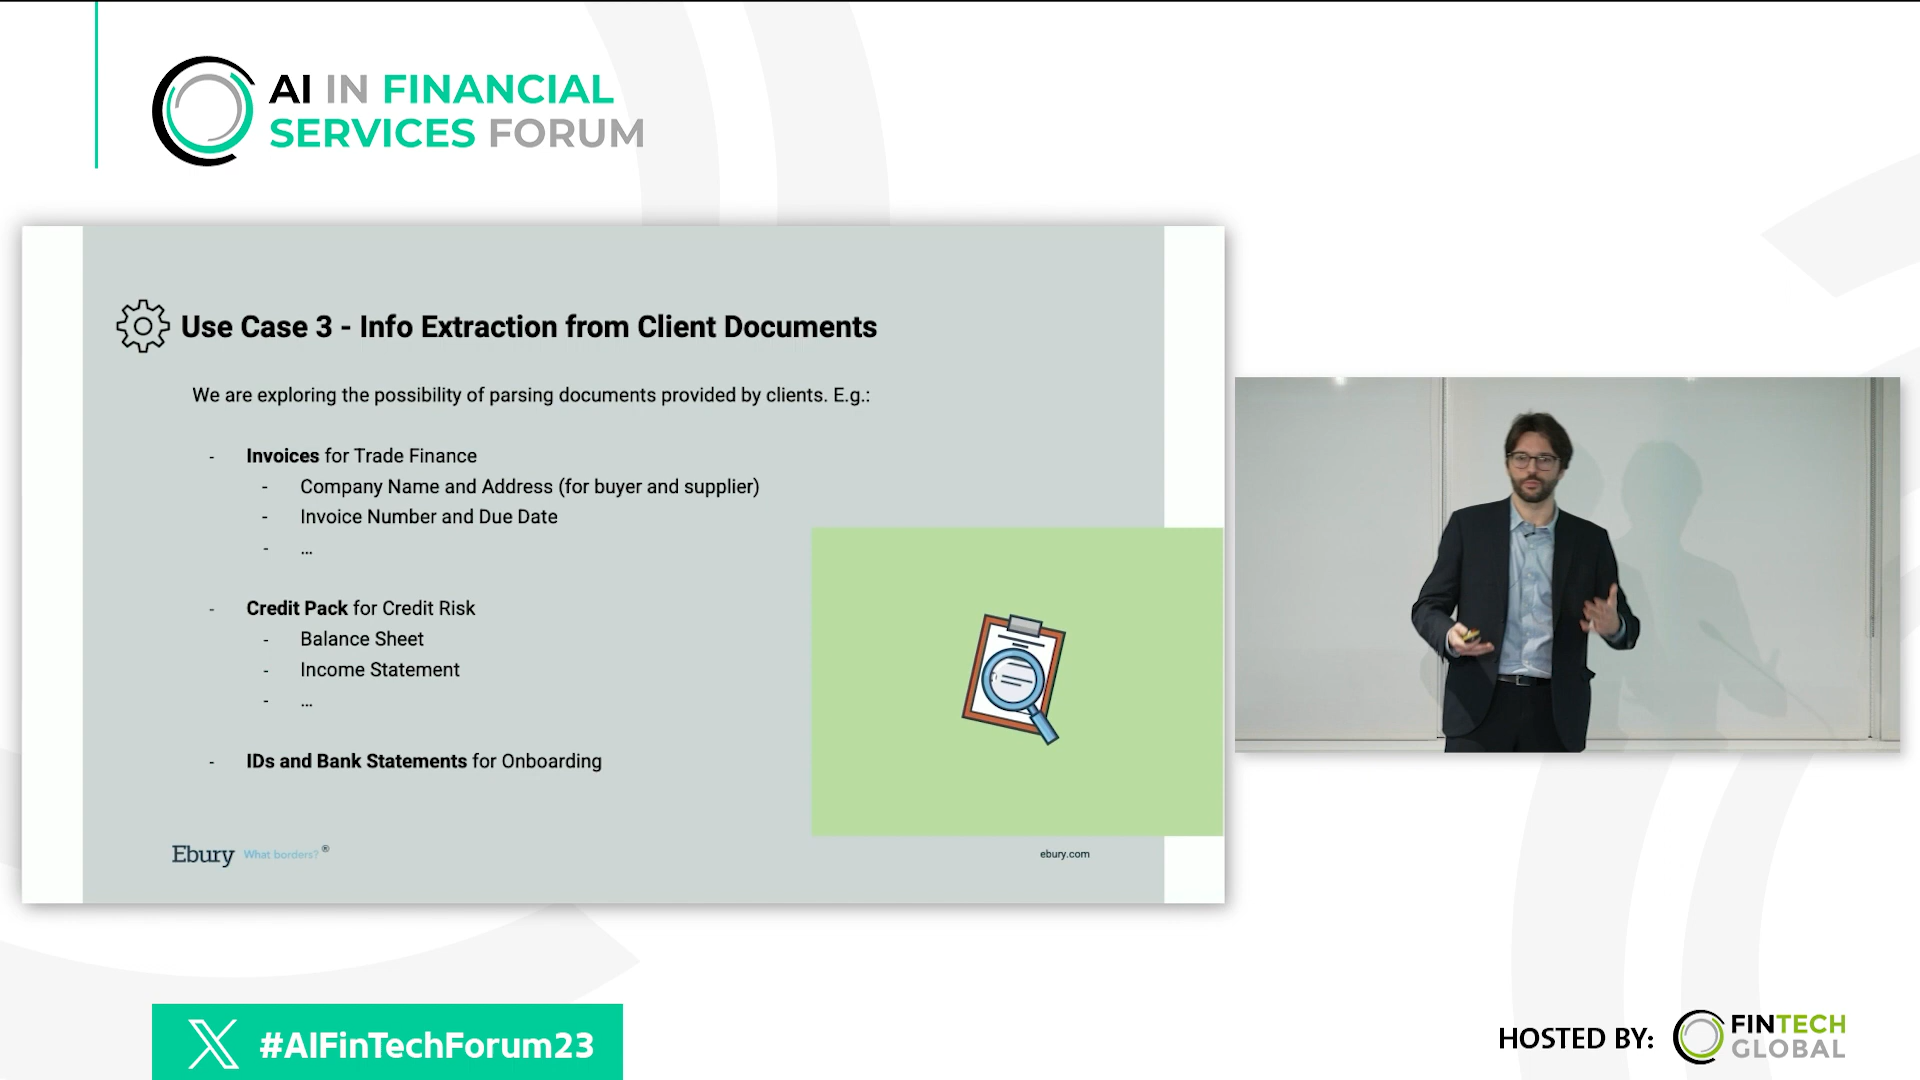 AI IN FINANCIAL
SERVICES FORUM
Use Case 3 - Info Extraction from Client Documents
We are exploring the possibility of parsing documents provided by clients. E.g.:
- Invoices for Trade Finance
- Company Name and Address (for buyer and supplier)
- Invoice Number and Due Date
- ...
- Credit Pack for Credit Risk
- Balance Sheet
- Income Statement
- ...
- IDs and Bank Statements for Onboarding
Ebury What borders?®
ebury.com
X #AIFinTechForum23
HOSTED BY: FINTECH
GLOBAL